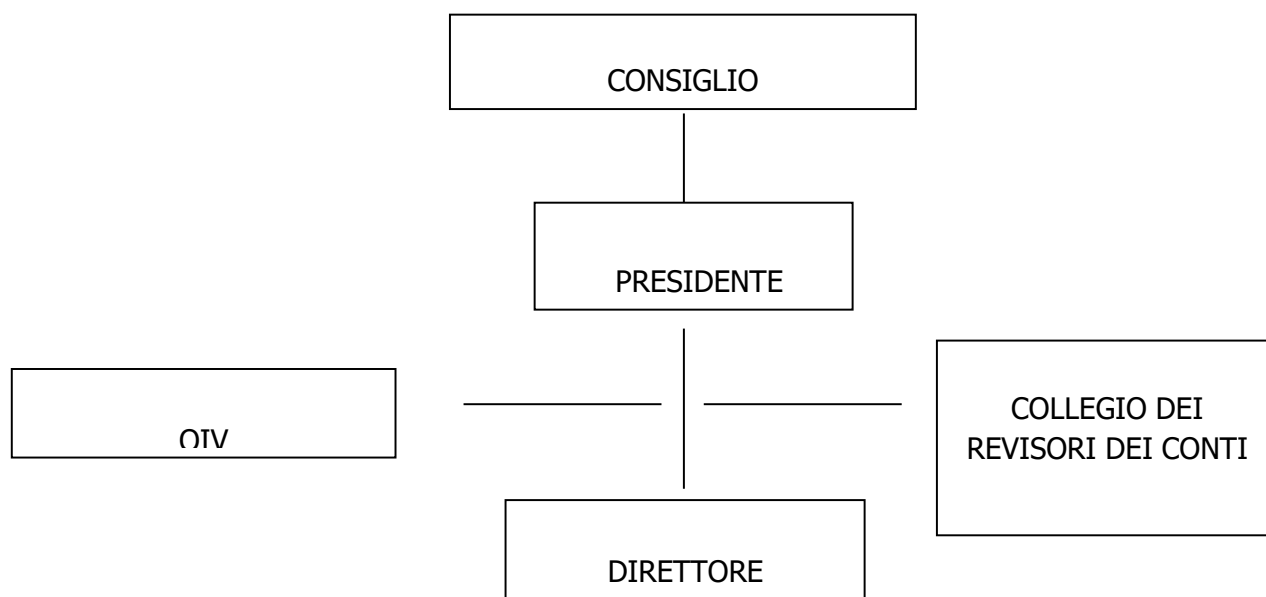 CONSIGLIO
PRESIDENTE
OIV
COLLEGIO DEI
REVISORI DEI CONTI
DIRETTORE